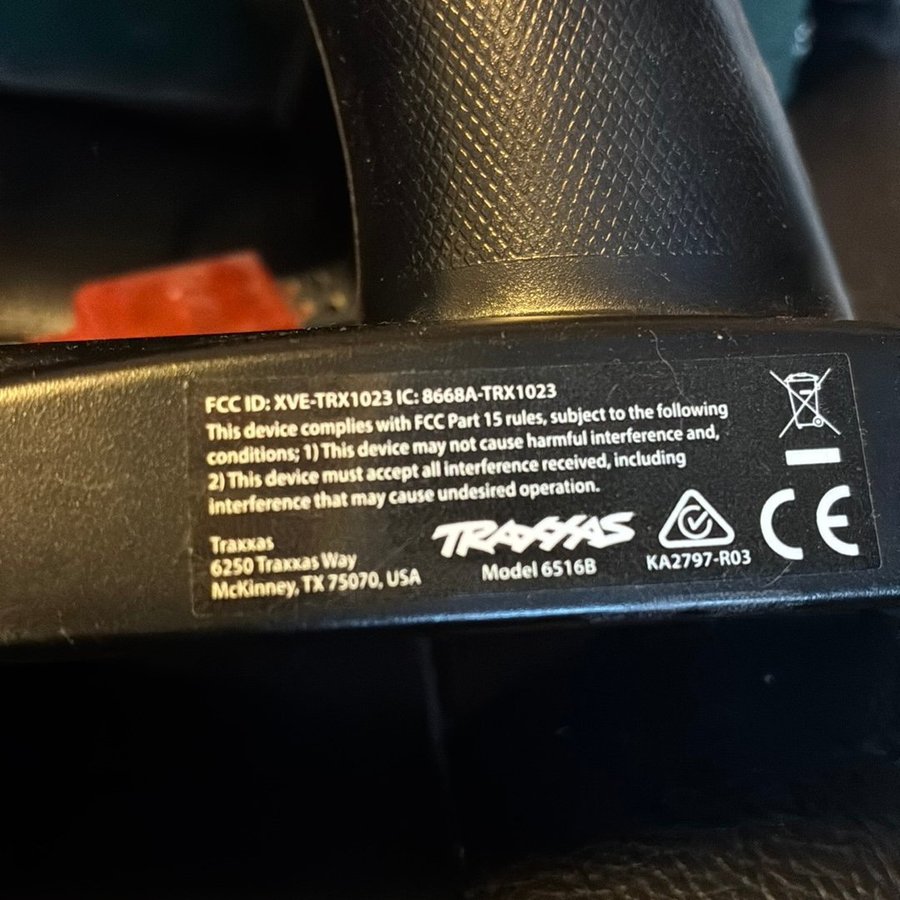 FCC ID: XVE-TRX1023 IC: 8668A-TRX1023
This device complies with FCC Part 15 rules, subject to the following
conditions; 1) This device may not cause harmful interference and,
2) This device must accept all interference received, including
interference that may cause undesired operation.
Traxxas
6250 Traxxas Way
McKinney, TX 75070, USA
TRAXXAS
Model 6516B
KA2797-R03
CE